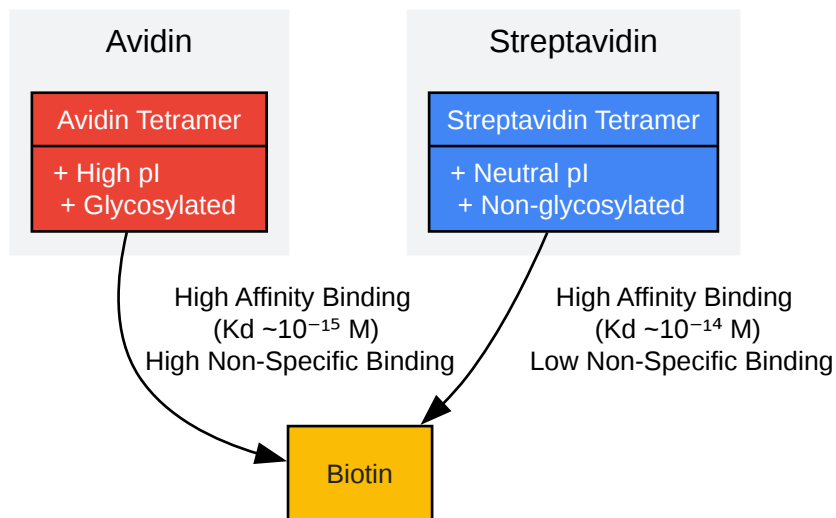 Avidin
Avidin Tetramer
+ High pI
+ Glycosylated
Streptavidin
Streptavidin Tetramer
+ Neutral pI
+ Non-glycosylated
High Affinity Binding
(Kd ~10⁻¹⁵ M)
High Non-Specific Binding
High Affinity Binding
(Kd ~10⁻¹⁴ M)
Low Non-Specific Binding
Biotin